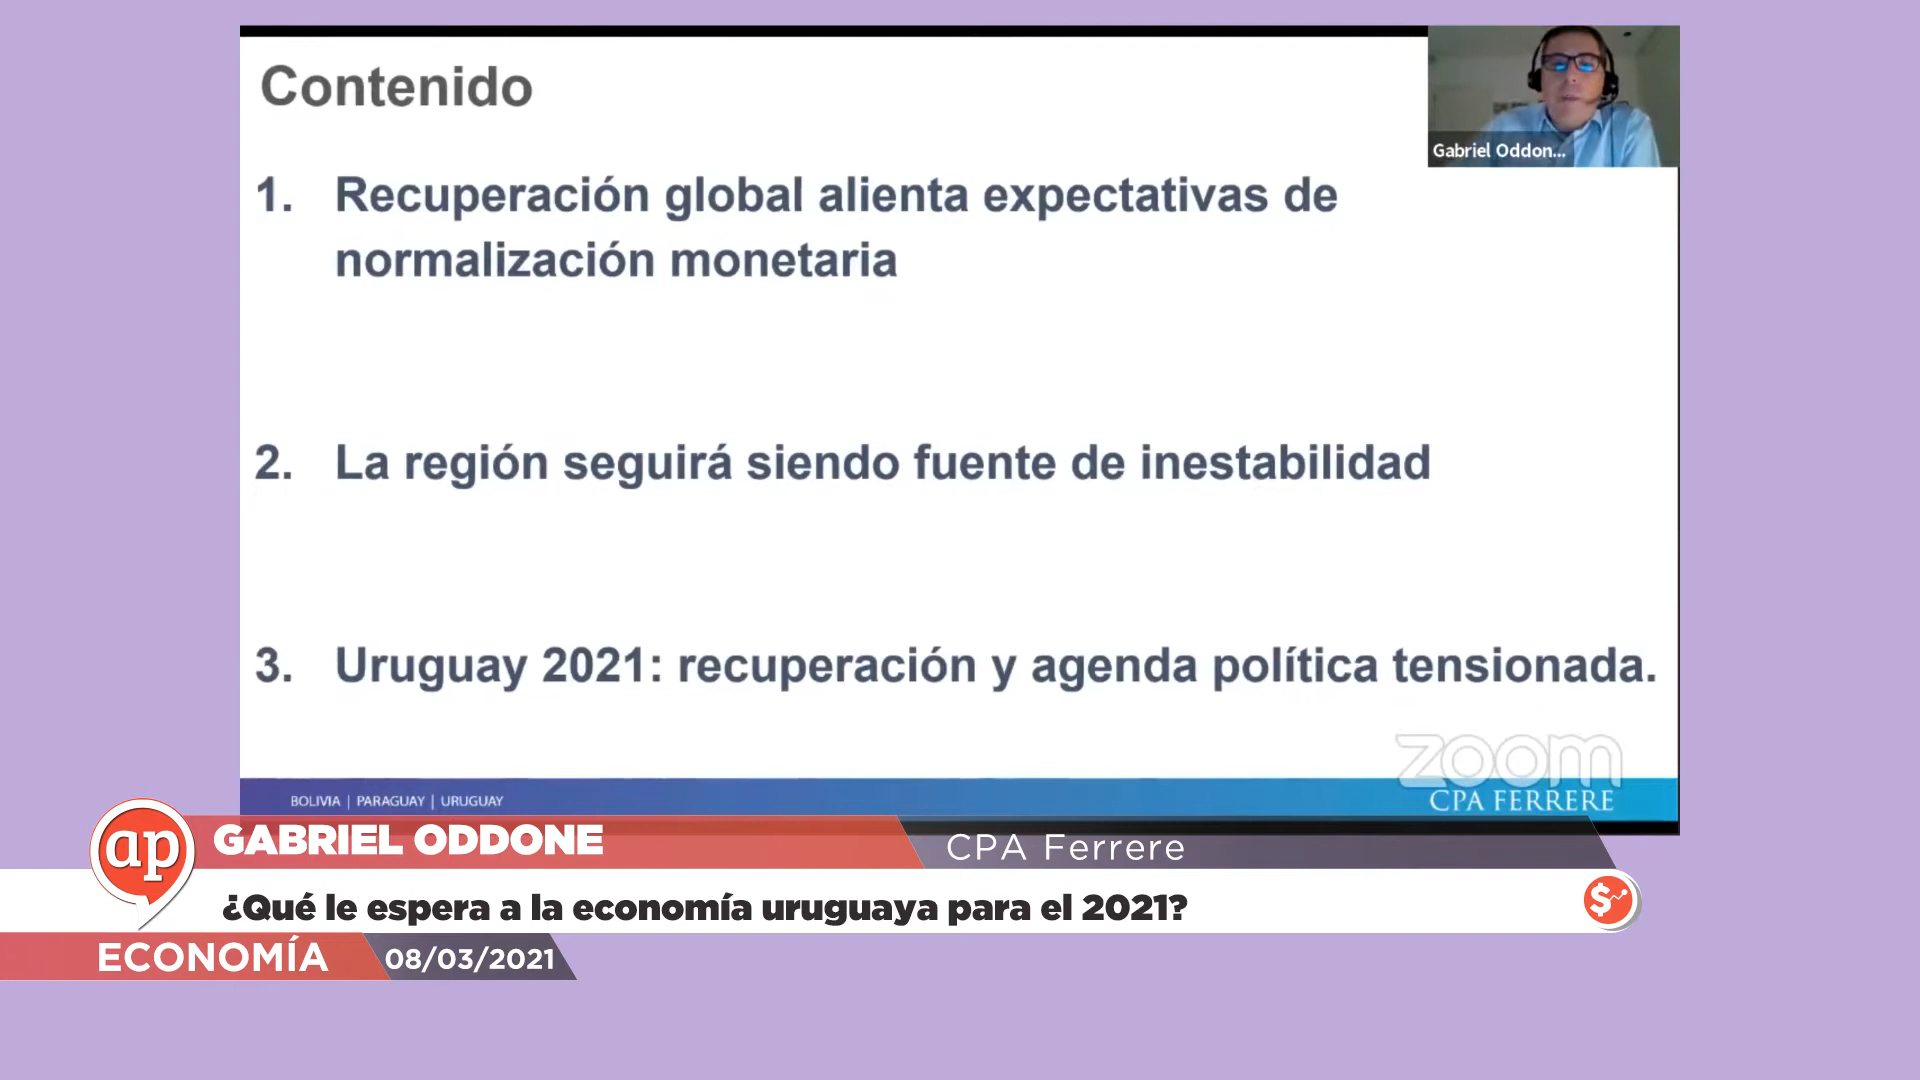 Contenido
Gabriel Oddon...
1. Recuperación global alienta expectativas de
normalización monetaria
2. La región seguirá siendo fuente de inestabilidad
3. Uruguay 2021: recuperación y agenda política tensionada.
zoom
BOLIVIA | PARAGUAY | URUGUAY
CPA FERRERE
ap
GABRIEL ODDONE
CPA Ferrere
¿Qué le espera a la economía uruguaya para el 2021?
$
ECONOMÍA
08/03/2021